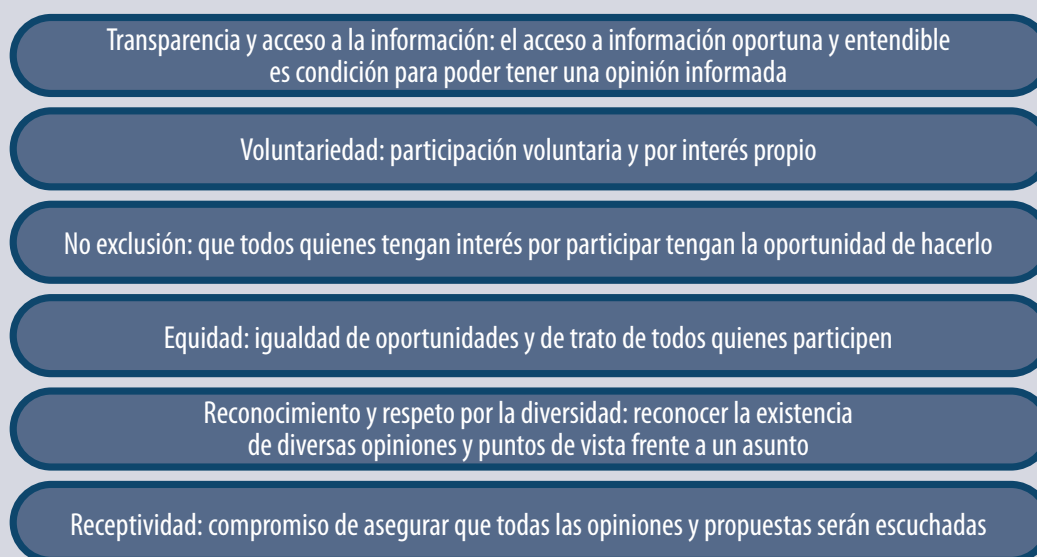 Transparencia y acceso a la información: el acceso a información oportuna y entendible
es condición para poder tener una opinión informada
Voluntariedad: participación voluntaria y por interés propio
No exclusión: que todos quienes tengan interés por participar tengan la oportunidad de hacerlo
Equidad: igualdad de oportunidades y de trato de todos quienes participen
Reconocimiento y respeto por la diversidad: reconocer la existencia
de diversas opiniones y puntos de vista frente a un asunto
Receptividad: compromiso de asegurar que todas las opiniones y propuestas serán escuchadas